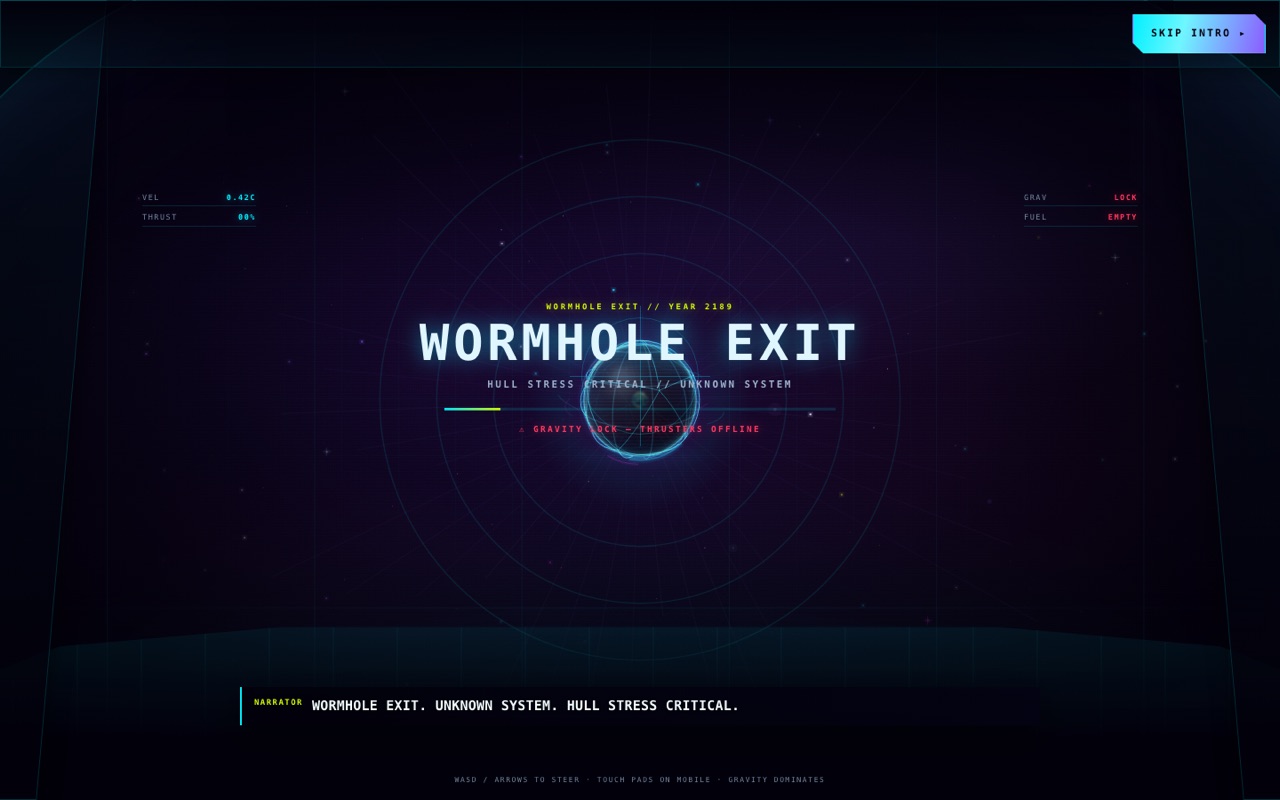 SKIP INTRO ▸
VEL 0.42C
THRUST 00%
GRAV LOCK
FUEL EMPTY
WORMHOLE EXIT // YEAR 2189
WORMHOLE EXIT
HULL STRESS CRITICAL // UNKNOWN SYSTEM
⚠ GRAVITY LOCK — THRUSTERS OFFLINE
NARRATOR WORMHOLE EXIT. UNKNOWN SYSTEM. HULL STRESS CRITICAL.
WASD / ARROWS TO STEER · TOUCH PADS ON MOBILE · GRAVITY DOMINATES